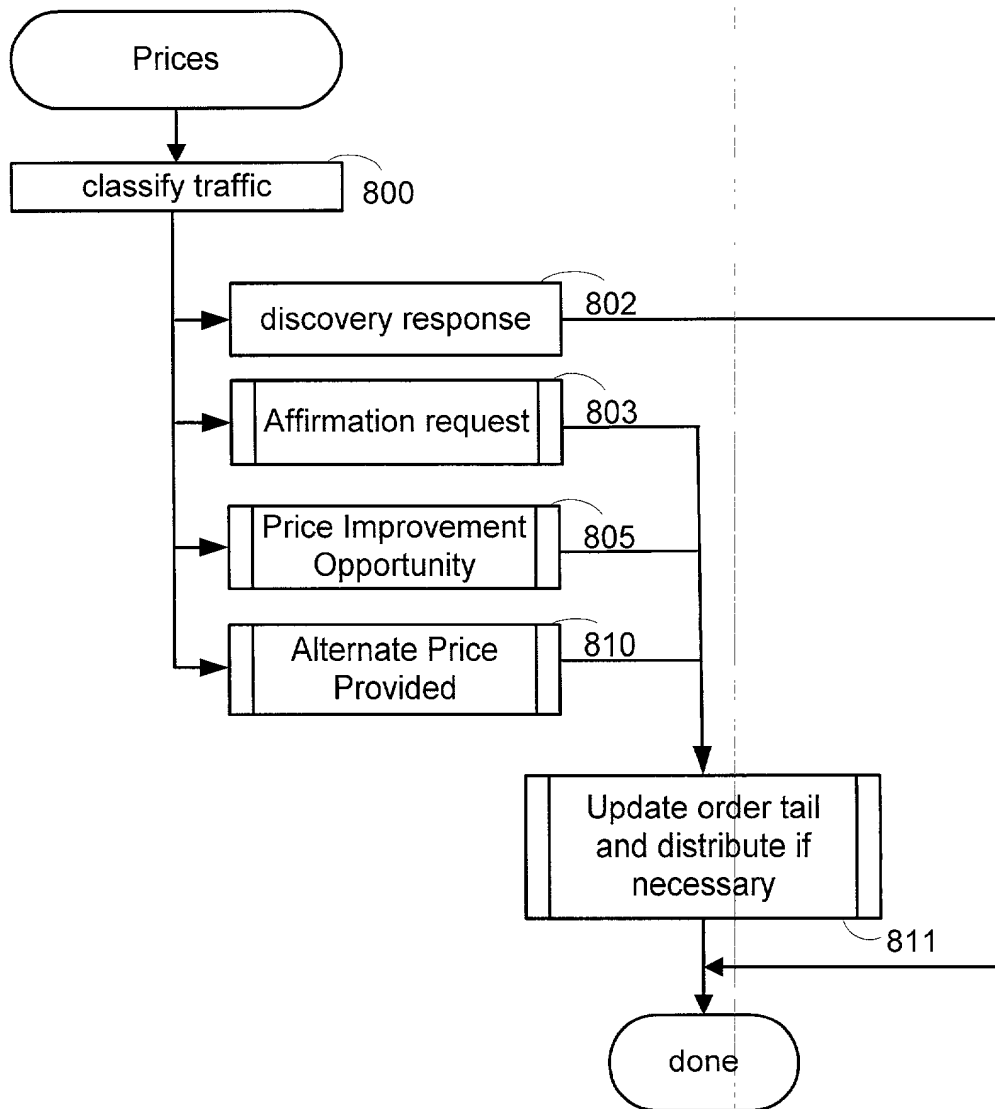 Prices
classify traffic
800
discovery response
802
Affirmation request
803
Price Improvement
Opportunity
805
Alternate Price
Provided
810
Update order tail
and distribute if
necessary
811
done